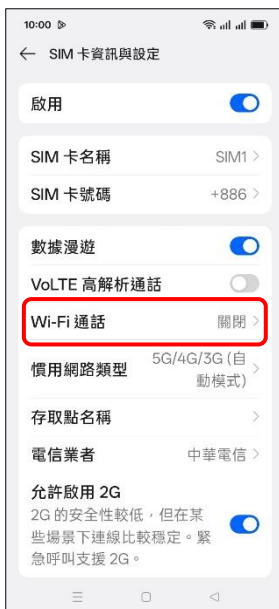 10:00
← SIM 卡資訊與設定
啟用
SIM 卡名稱 SIM1 >
SIM 卡號碼 +886 >
數據漫遊
VoLTE 高解析通話
Wi-Fi 通話 關閉 >
慣用網路類型 5G/4G/3G (自
動模式) >
存取點名稱 >
電信業者 中華電信 >
允許啟用 2G
2G 的安全性較低，但在某
些場景下連線比較穩定。緊
急呼叫支援 2G。